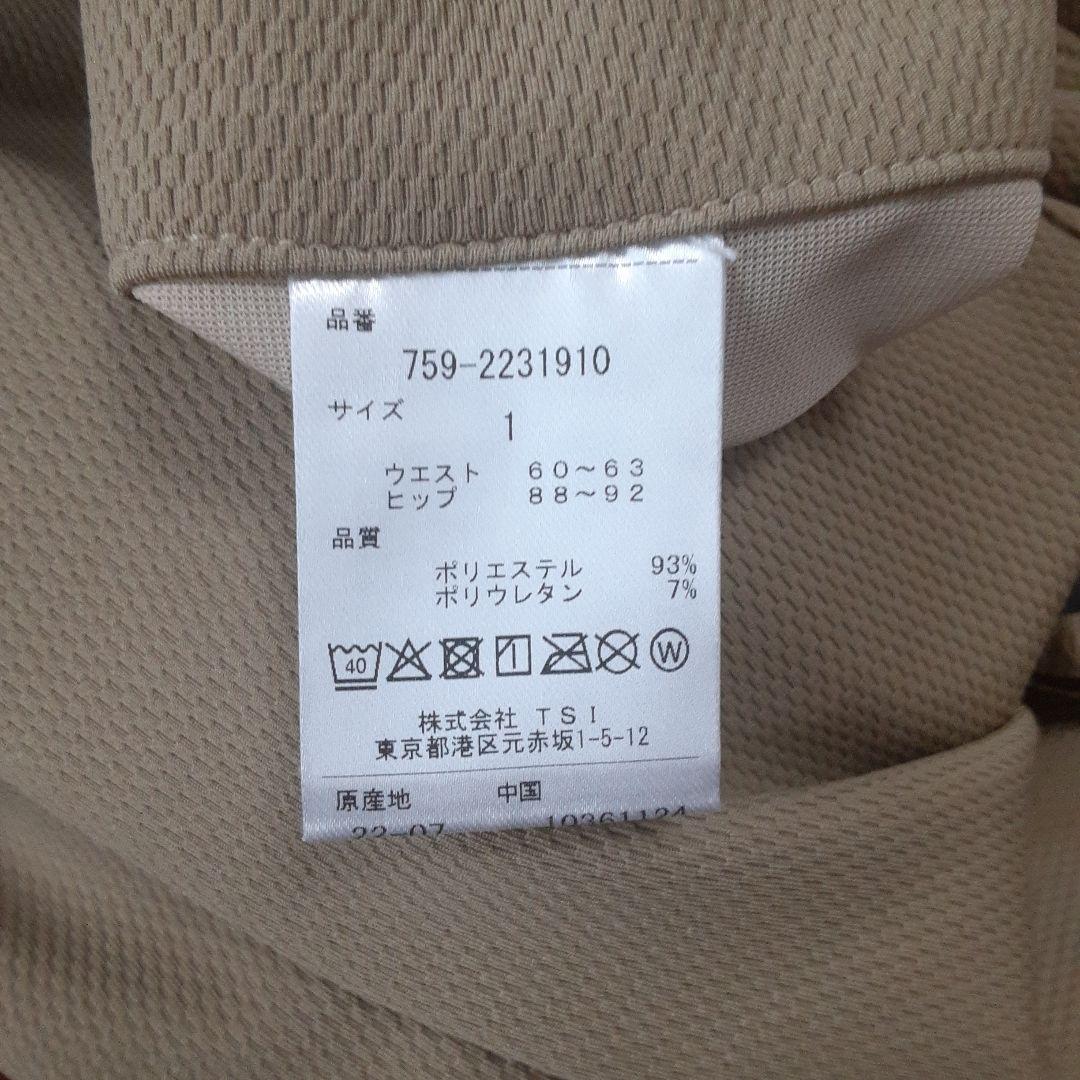 品番
759-2231910
サイズ
1
ウエスト 60~63
ヒップ 88~92
品質
ポリエステル 93%
ポリウレタン 7%
40
W
株式会社 TSI
東京都港区元赤坂1-5-12
原産地 中国
22-07 10361124